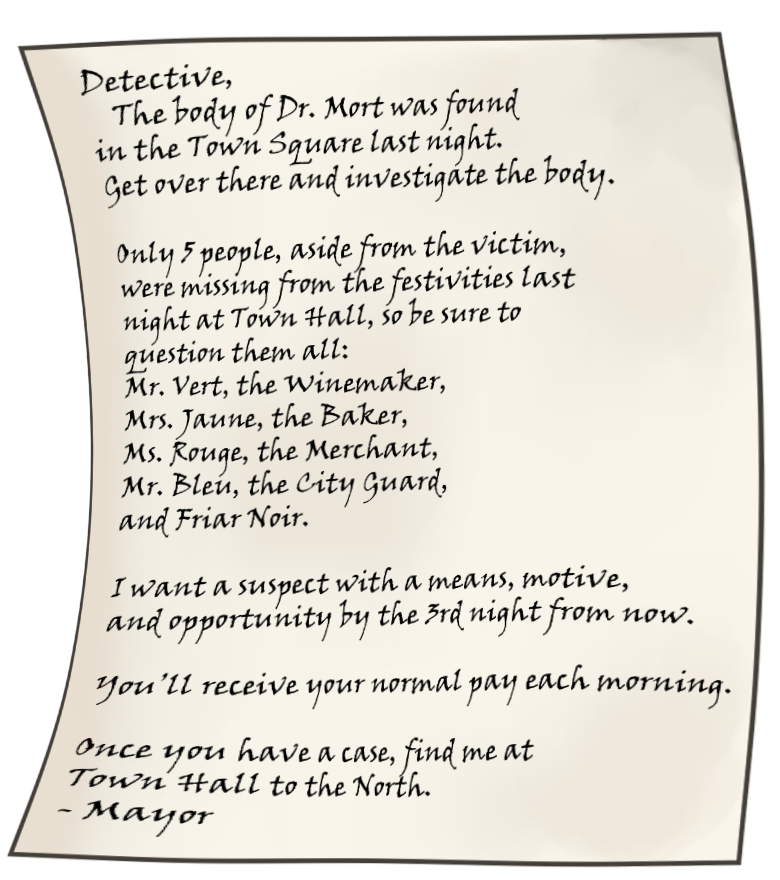 Detective,
The body of Dr. Mort was found
in the Town Square last night.
Get over there and investigate the body.
Only 5 people, aside from the victim,
were missing from the festivities last
night at Town Hall, so be sure to
question them all:
Mr. Vert, the Winemaker,
Mrs. Jaune, the Baker,
Ms. Rouge, the Merchant,
Mr. Bleu, the City Guard,
and Friar Noir.
I want a suspect with a means, motive,
and opportunity by the 3rd night from now.
You'll receive your normal pay each morning.
Once you have a case, find me at
Town Hall to the North.
- Mayor